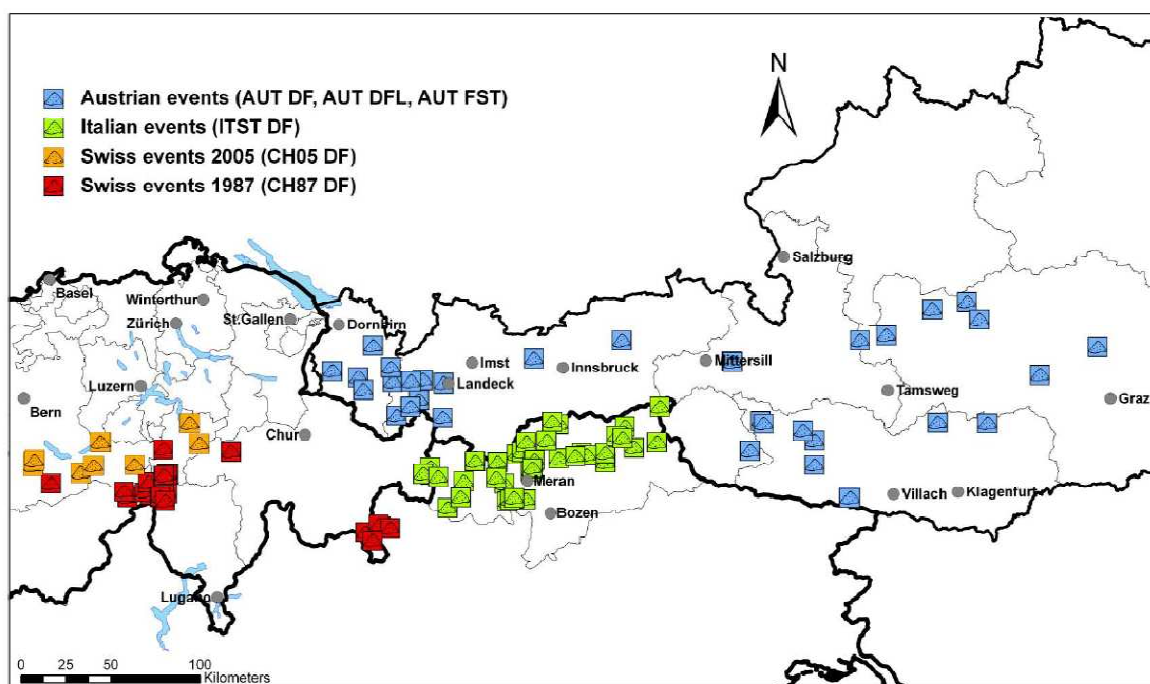 N
Austrian events (AUT DF, AUT DFL, AUT FST)
Italian events (ITST DF)
Swiss events 2005 (CH05 DF)
Swiss events 1987 (CH87 DF)
Salzburg
Basel
Winterthur
Zürich
St.Gallen
Dornbirn
Imst
Innsbruck
Mittersill
Luzern
Landeck
Tamsweg
Bern
Graz
Chur
Meran
Villach
Klagenfurt
Bozen
Lugano
0 25 50 100
Kilometers